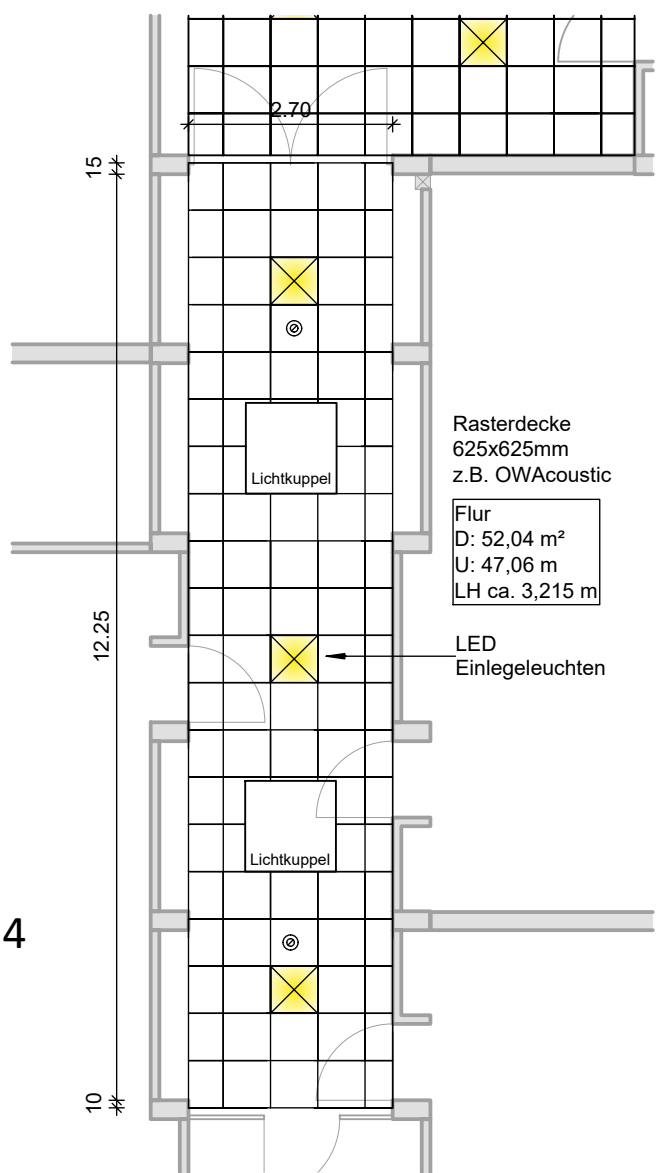 2.70
15
Lichtkuppel
Rasterdecke
625x625mm
z.B. OWAcoustic
Flur
D: 52,04 m²
U: 47,06 m
LH ca. 3,215 m
12.25
LED
Einlegeleuchten
Lichtkuppel
4
10